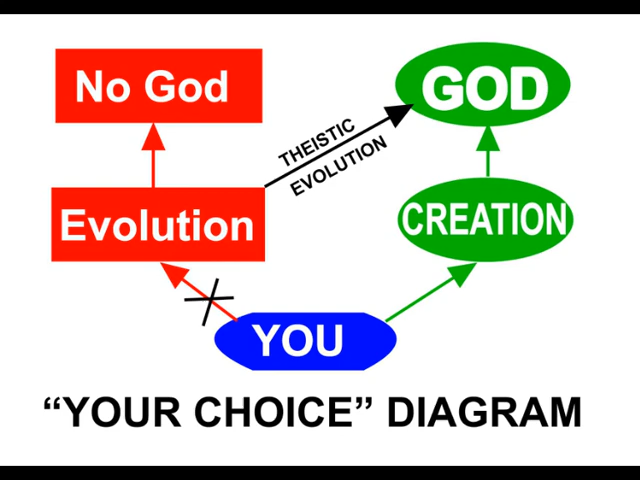 No God
GOD
THEISTIC
EVOLUTION
Evolution
CREATION
YOU
“YOUR CHOICE” DIAGRAM